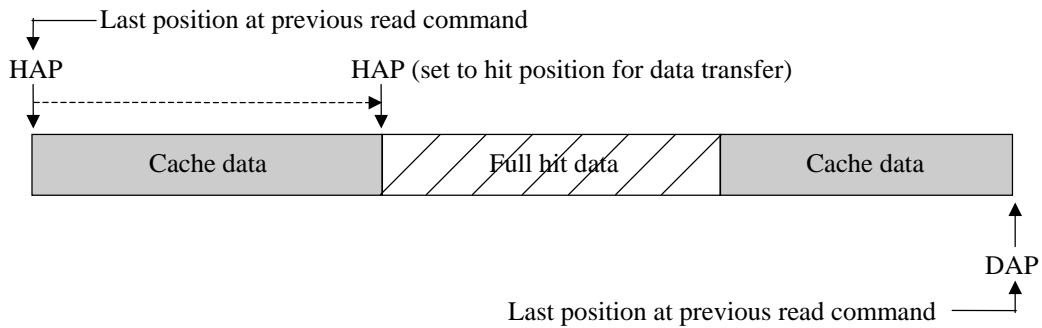 Last position at previous read command
HAP
HAP (set to hit position for data transfer)
Cache data
Full hit data
Cache data
DAP
Last position at previous read command